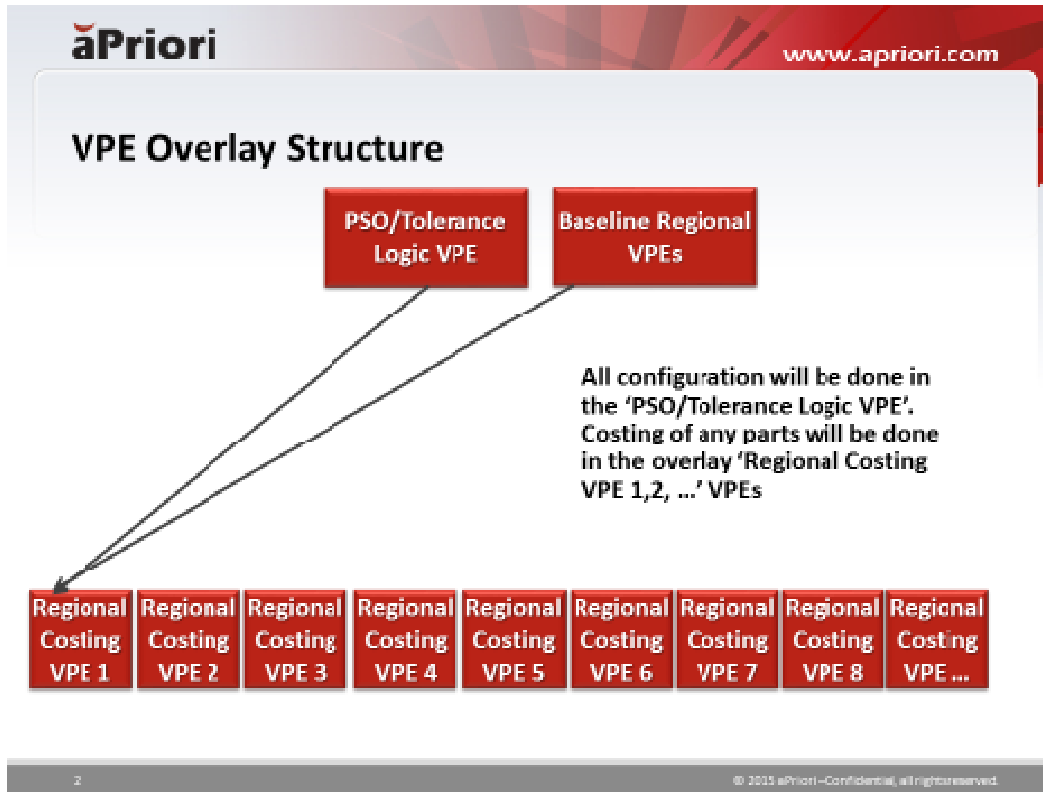 aPriori
www.apriori.com
VPE Overlay Structure
PSO/Tolerance
Logic VPE
Baseline Regional
VPEs
All configuration will be done in
the ‘PSO/Tolerance Logic VPE’.
Costing of any parts will be done
in the overlay ‘Regional Costing
VPE 1,2, …’ VPEs
Regional
Costing
VPE 1
Regional
Costing
VPE 2
Regional
Costing
VPE 3
Regional
Costing
VPE 4
Regional
Costing
VPE 5
Regional
Costing
VPE 6
Regional
Costing
VPE 7
Regional
Costing
VPE 8
Regional
Costing
VPE …
2
© 2015 aPriori–Confidential, all rights reserved.